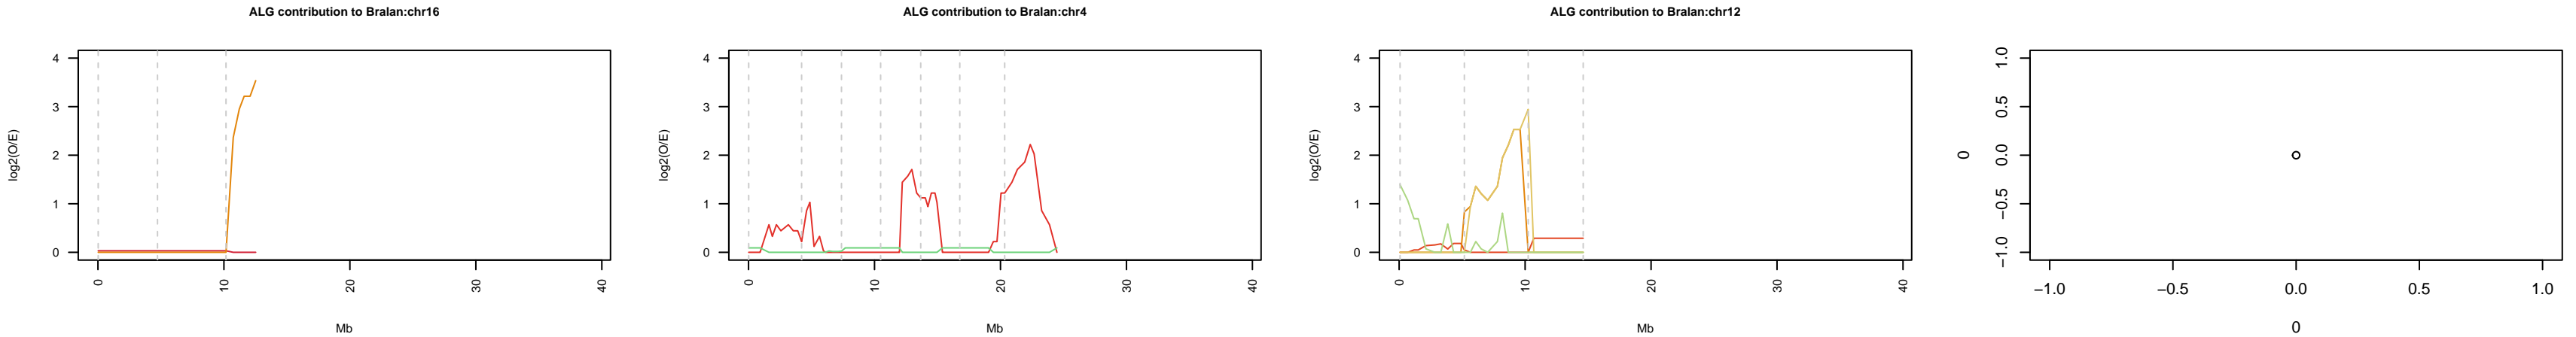 ALG contribution to Bralan:chr16
log2(O/E)
4
3
2
1
0
0 10 20 30 40
Mb
ALG contribution to Bralan:chr4
log2(O/E)
4
3
2
1
0
0 10 20 30 40
Mb
ALG contribution to Bralan:chr12
log2(O/E)
4
3
2
1
0
0 10 20 30 40
Mb
0
1.0
0.5
0.0
−0.5
−1.0
−1.0 −0.5 0.0 0.5 1.0
0